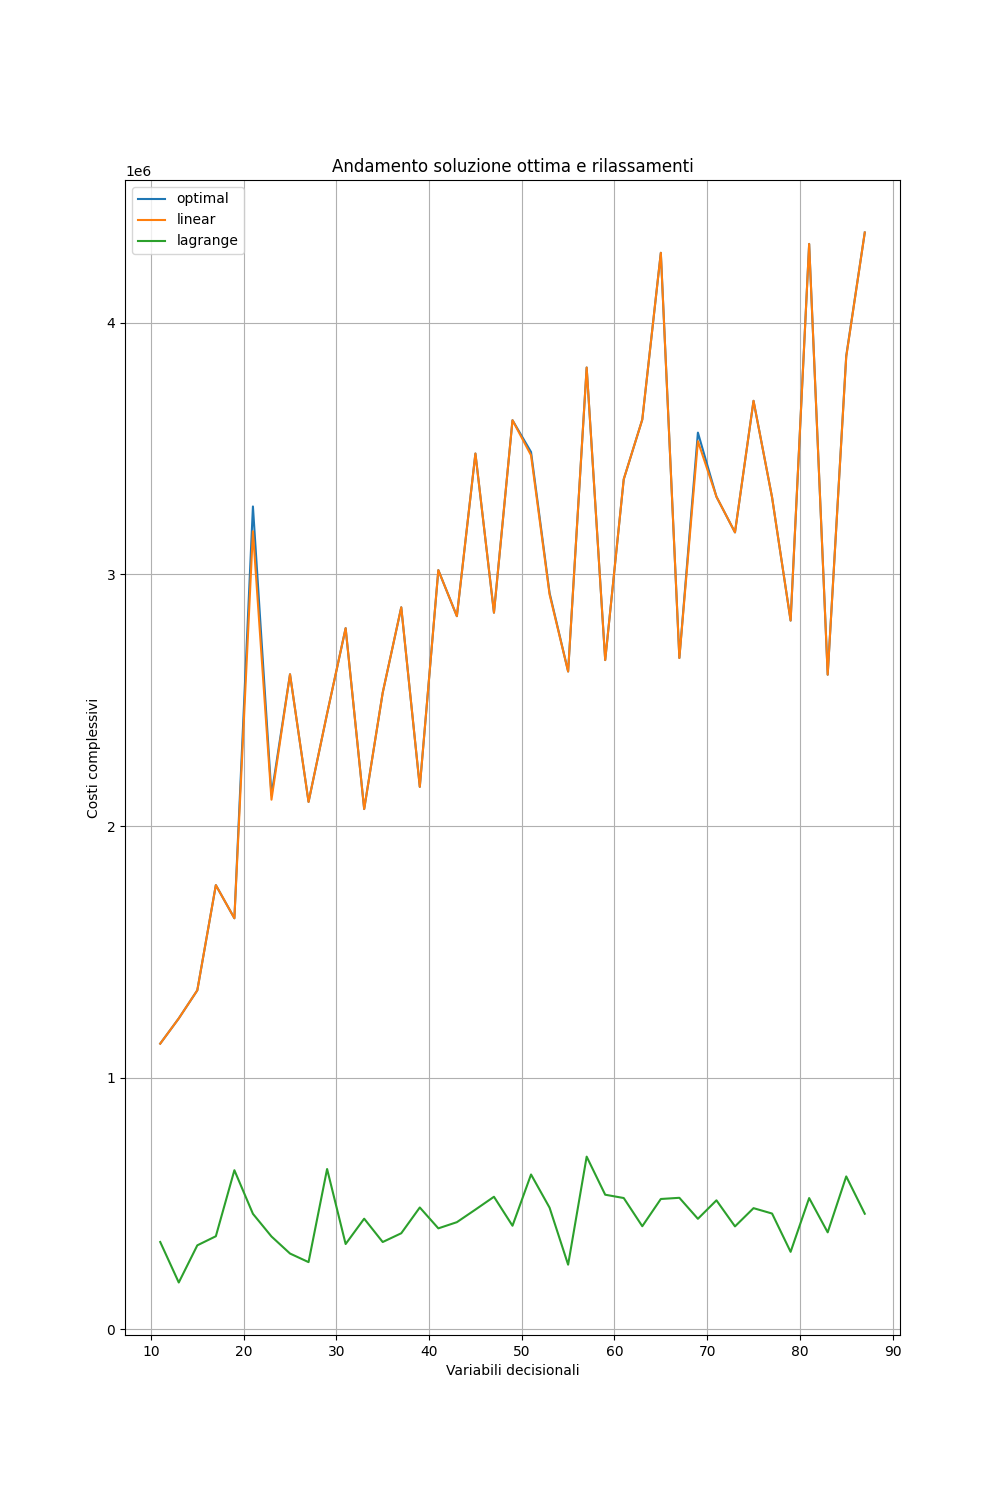 Andamento soluzione ottima e rilassamenti
1e6
optimal
linear
lagrange
4
3
2
1
0
Costi complessivi
10 20 30 40 50 60 70 80 90
Variabili decisionali